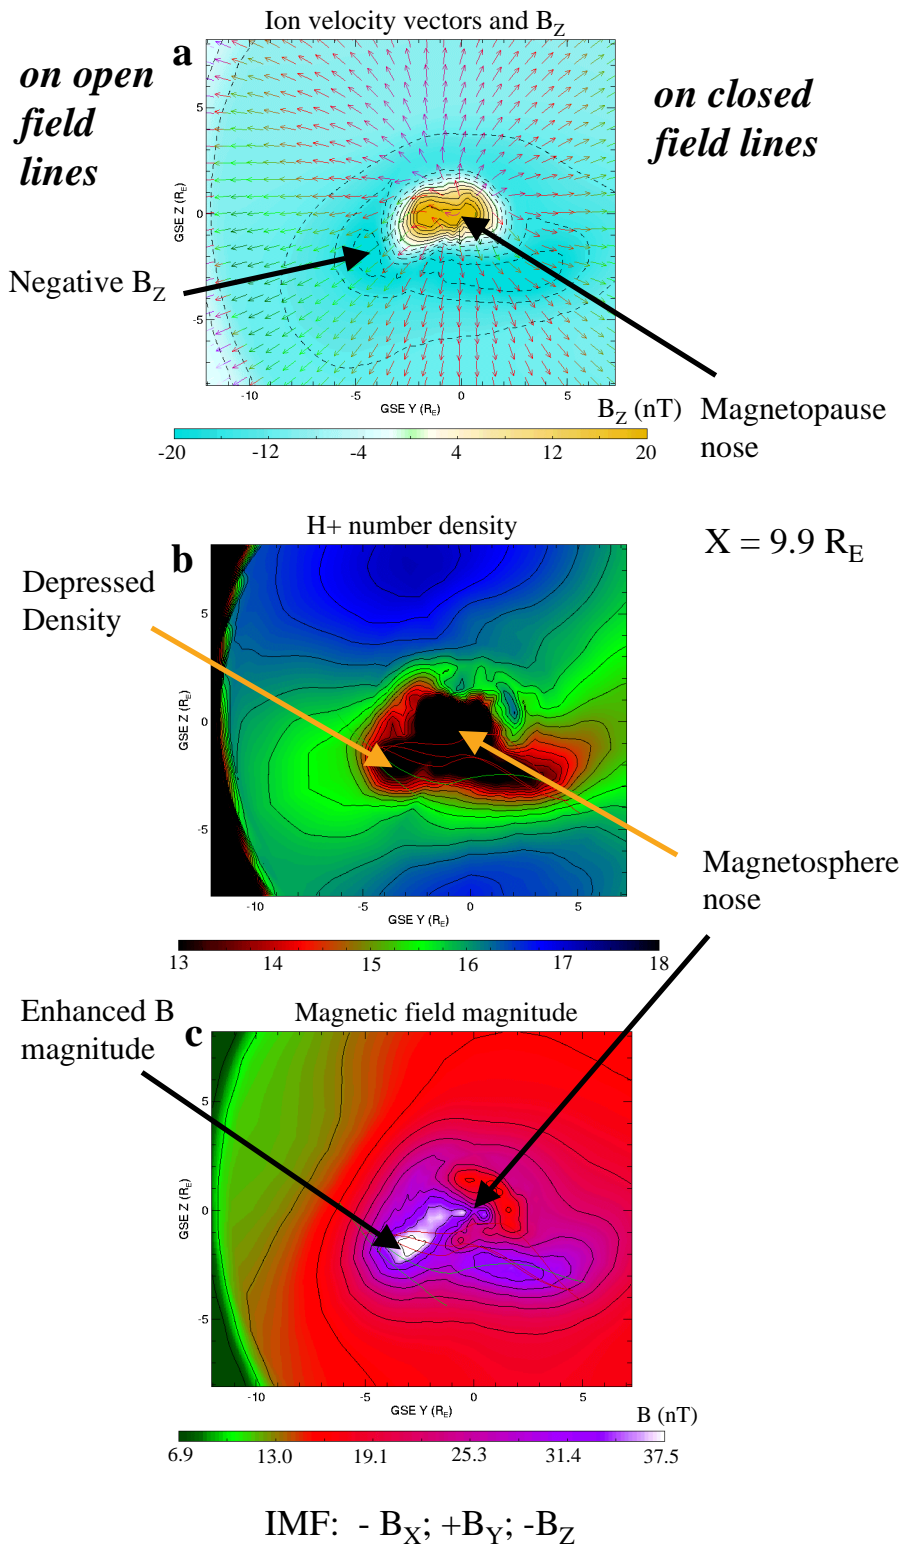 Ion velocity vectors and B_Z
a
on open
field
lines
on closed
field lines
5
0
-5
GSE Z (R_E)
Negative B_Z
-10
-5
0
5
GSE Y (R_E)
B_Z (nT)
Magnetopause
nose
-20
-12
-4
4
12
20
H+ number density
X = 9.9 R_E
b
Depressed
Density
5
0
-5
GSE Z (R_E)
-10
-5
0
5
GSE Y (R_E)
Magnetosphere
nose
13
14
15
16
17
18
Enhanced B
magnitude
Magnetic field magnitude
c
5
0
-5
GSE Z (R_E)
-10
-5
0
5
GSE Y (R_E)
B (nT)
6.9
13.0
19.1
25.3
31.4
37.5
IMF: - B_X; +B_Y; -B_Z